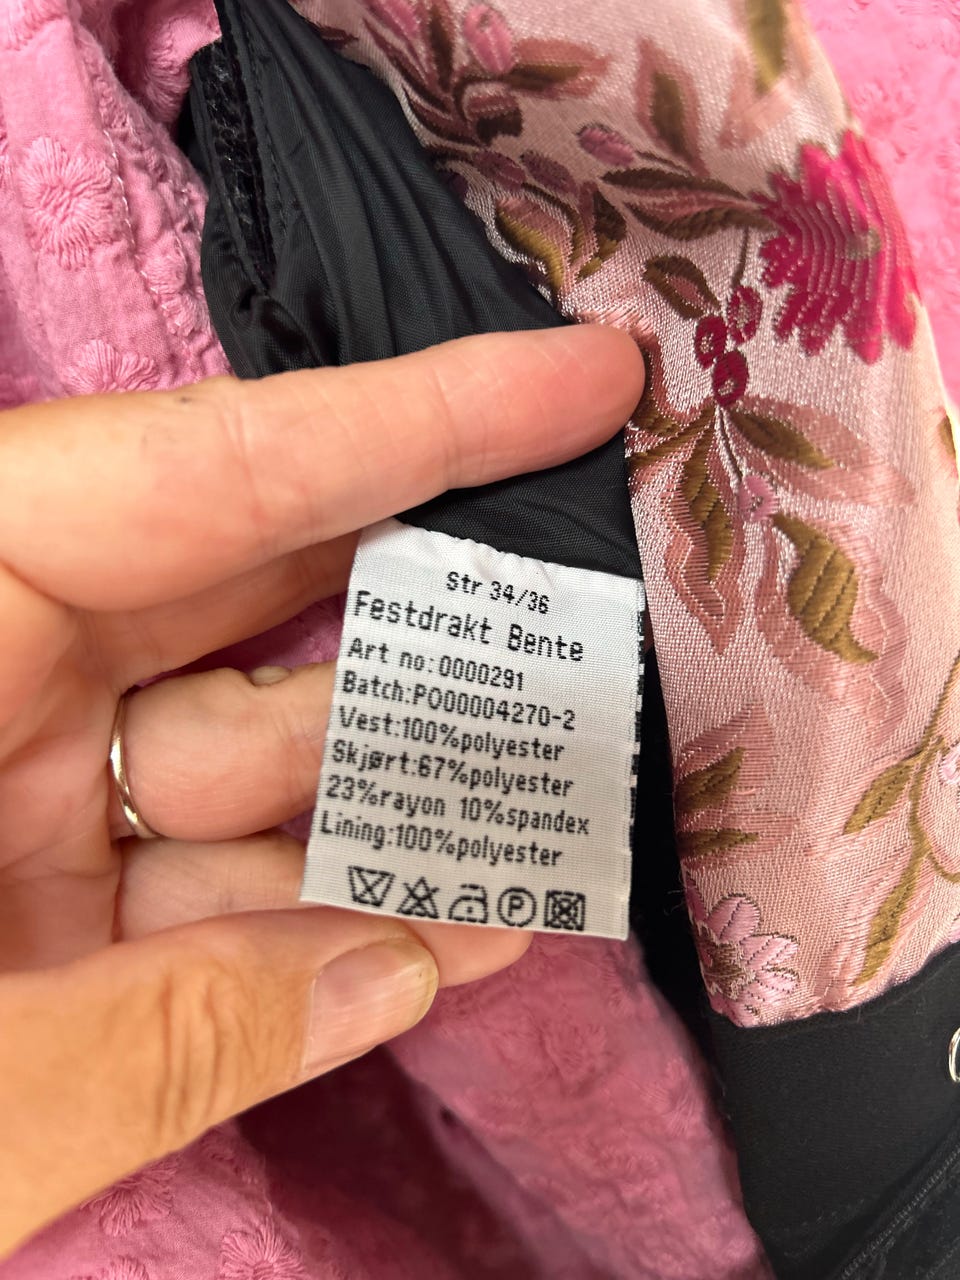 Str 34/36
Festdrakt Bente
Art no:0000291
Batch:PO00004270-2
Vest:100%polyester
Skjørt:67%polyester
23%rayon 10%spandex
Lining:100%polyester
P